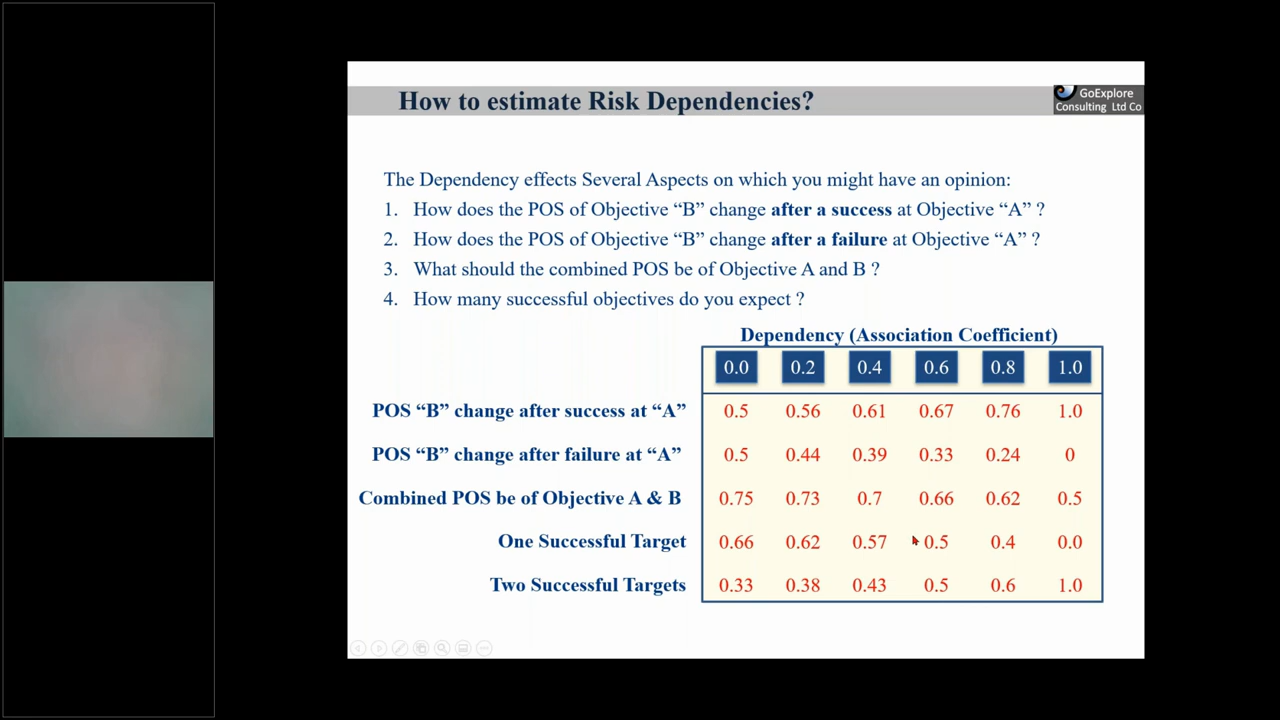 How to estimate Risk Dependencies?
GoExplore
Consulting Ltd Co
The Dependency effects Several Aspects on which you might have an opinion:
1. How does the POS of Objective “B” change after a success at Objective “A” ?
2. How does the POS of Objective “B” change after a failure at Objective “A” ?
3. What should the combined POS be of Objective A and B ?
4. How many successful objectives do you expect ?
Dependency (Association Coefficient)
0.0 0.2 0.4 0.6 0.8 1.0
POS “B” change after success at “A” 0.5 0.56 0.61 0.67 0.76 1.0
POS “B” change after failure at “A” 0.5 0.44 0.39 0.33 0.24 0
Combined POS be of Objective A & B 0.75 0.73 0.7 0.66 0.62 0.5
One Successful Target 0.66 0.62 0.57 0.5 0.4 0.0
Two Successful Targets 0.33 0.38 0.43 0.5 0.6 1.0